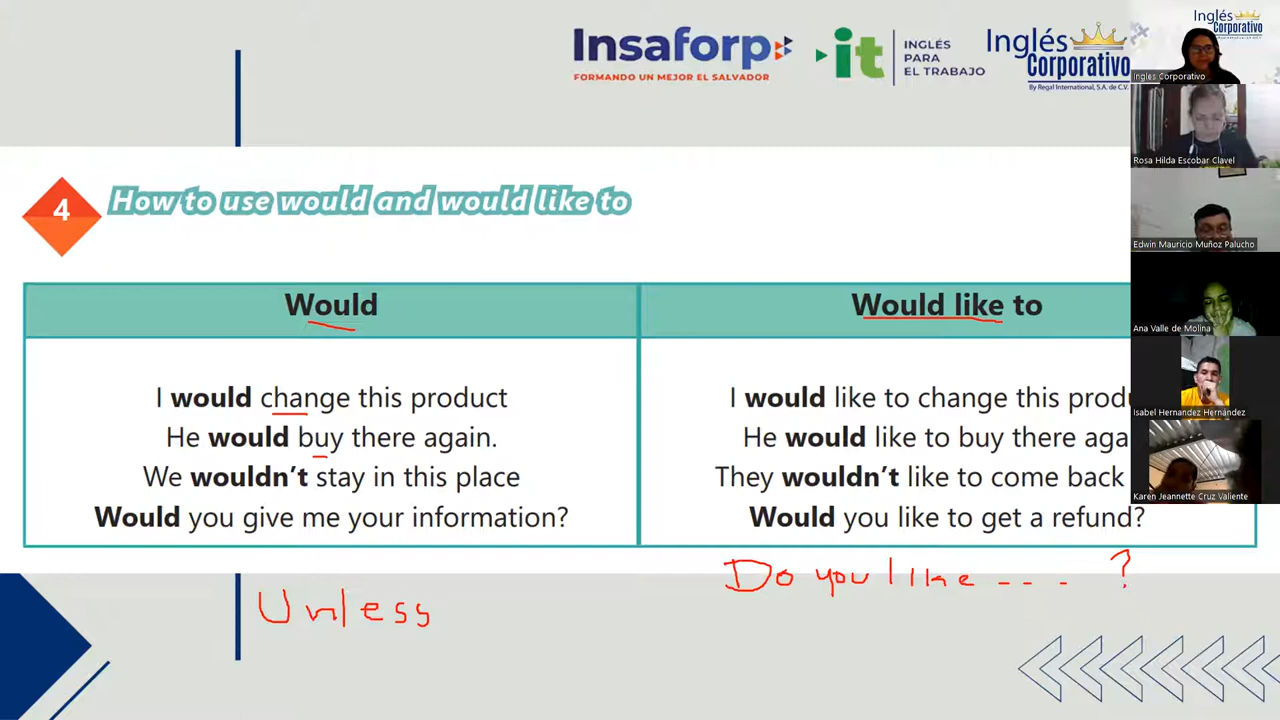 Insaforp
FORMANDO UN MEJOR EL SALVADOR
it
INGLÉS
PARA
EL TRABAJO
Inglés
Corporativo
By Regal International, S.A. de C.V.
Inglés
Corporativo
Ingles Corporativo
Rosa Hilda Escobar Clavel
Edwin Mauricio Muñoz Palucho
Ana Valle de Molina
Isabel Hernandez Hernández
Karen Jeannette Cruz Valiente
4
How to use would and would like to
Would
I would change this product
He would buy there again.
We wouldn't stay in this place
Would you give me your information?
Would like to
I would like to change this produ
He would like to buy there aga
They wouldn't like to come back
Would you like to get a refund?
Do you like --- ?
Unless